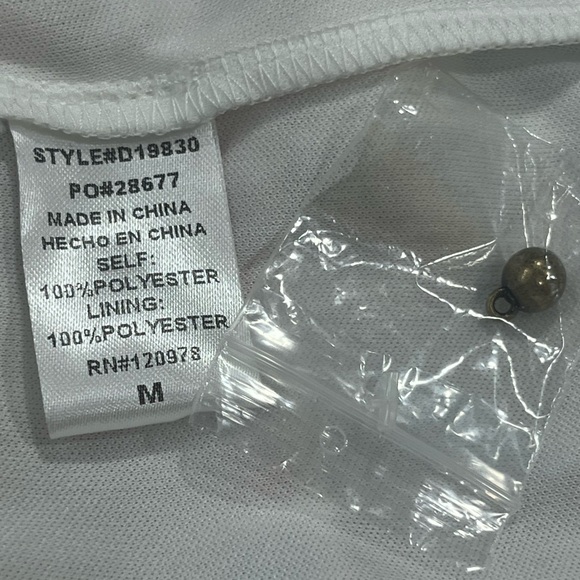 STYLE#D19830
PO#28677
MADE IN CHINA
HECHO EN CHINA
SELF:
100%POLYESTER
LINING:
100%POLYESTER
RN#120978
M